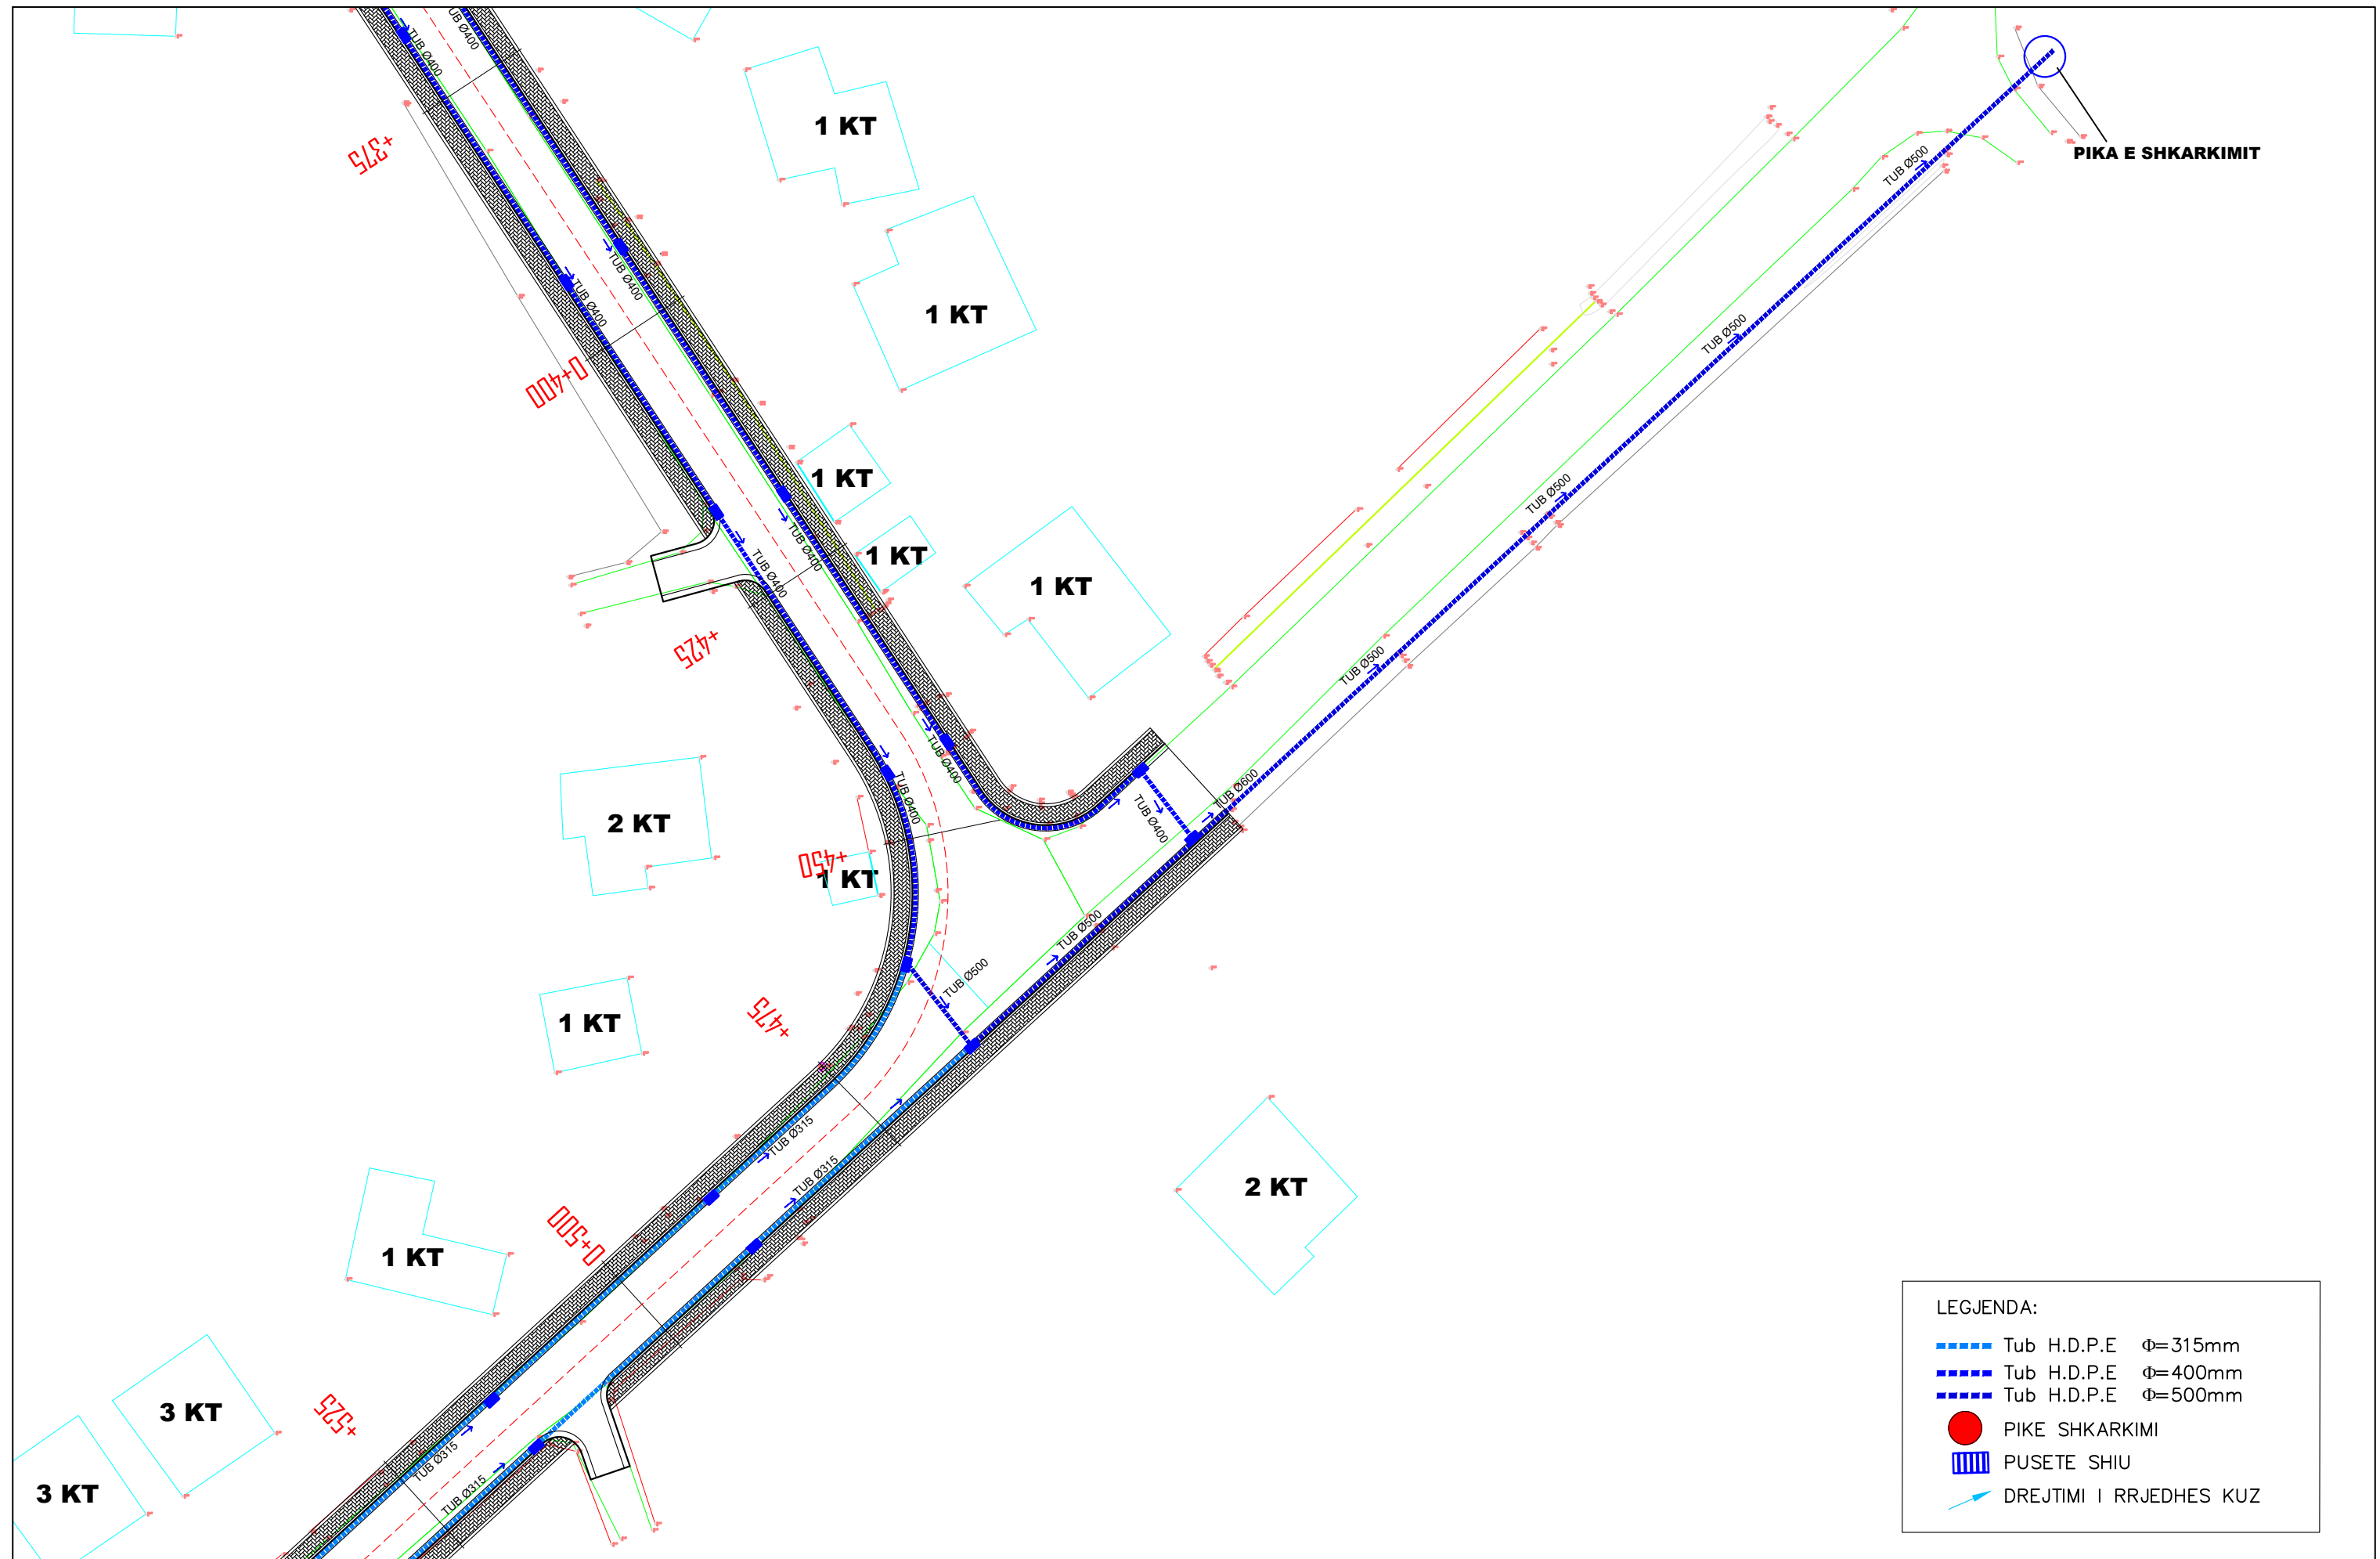 TUB Ø400
TUB Ø400
+375
1 KT
PIKA E SHKARKIMIT
TUB Ø500
TUB Ø400
TUB Ø400
1 KT
0+400
TUB Ø500
1 KT
TUB Ø500
TUB Ø400
TUB Ø400
1 KT
1 KT
+425
TUB Ø500
TUB Ø400
TUB Ø400
2 KT
TUB Ø600
TUB Ø400
+450
1 KT
TUB Ø500
TUB Ø500
1 KT
+475
TUB Ø315
TUB Ø315
2 KT
1 KT
0+500
3 KT
+525
TUB Ø315
TUB Ø315
3 KT
LEGJENDA:
Tub H.D.P.E Φ=315mm
Tub H.D.P.E Φ=400mm
Tub H.D.P.E Φ=500mm
PIKE SHKARKIMI
PUSETE SHIU
DREJTIMI I RRJEDHES KUZ